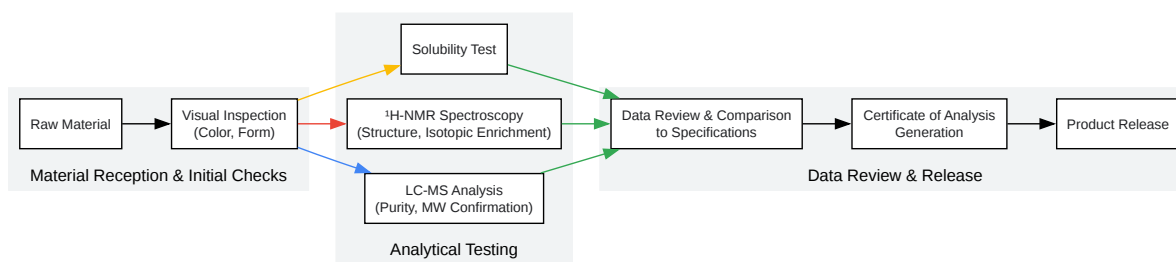 Raw Material
Visual Inspection
(Color, Form)
Material Reception & Initial Checks
Solubility Test
¹H-NMR Spectroscopy
(Structure, Isotopic Enrichment)
LC-MS Analysis
(Purity, MW Confirmation)
Analytical Testing
Data Review & Comparison
to Specifications
Certificate of Analysis
Generation
Product Release
Data Review & Release